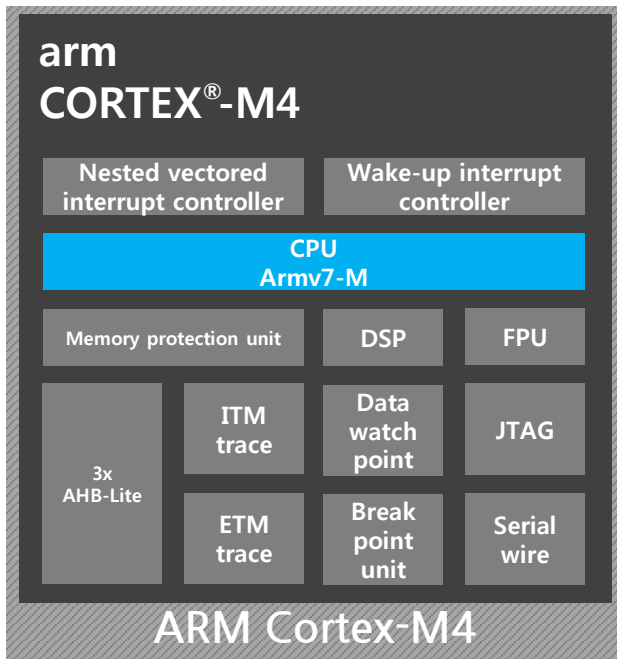 arm
CORTEX®-M4
Nested vectored
interrupt controller
Wake-up interrupt
controller
CPU
Armv7-M
Memory protection unit
DSP
FPU
3x
AHB-Lite
ITM
trace
Data
watch
point
JTAG
ETM
trace
Break
point
unit
Serial
wire
ARM Cortex-M4